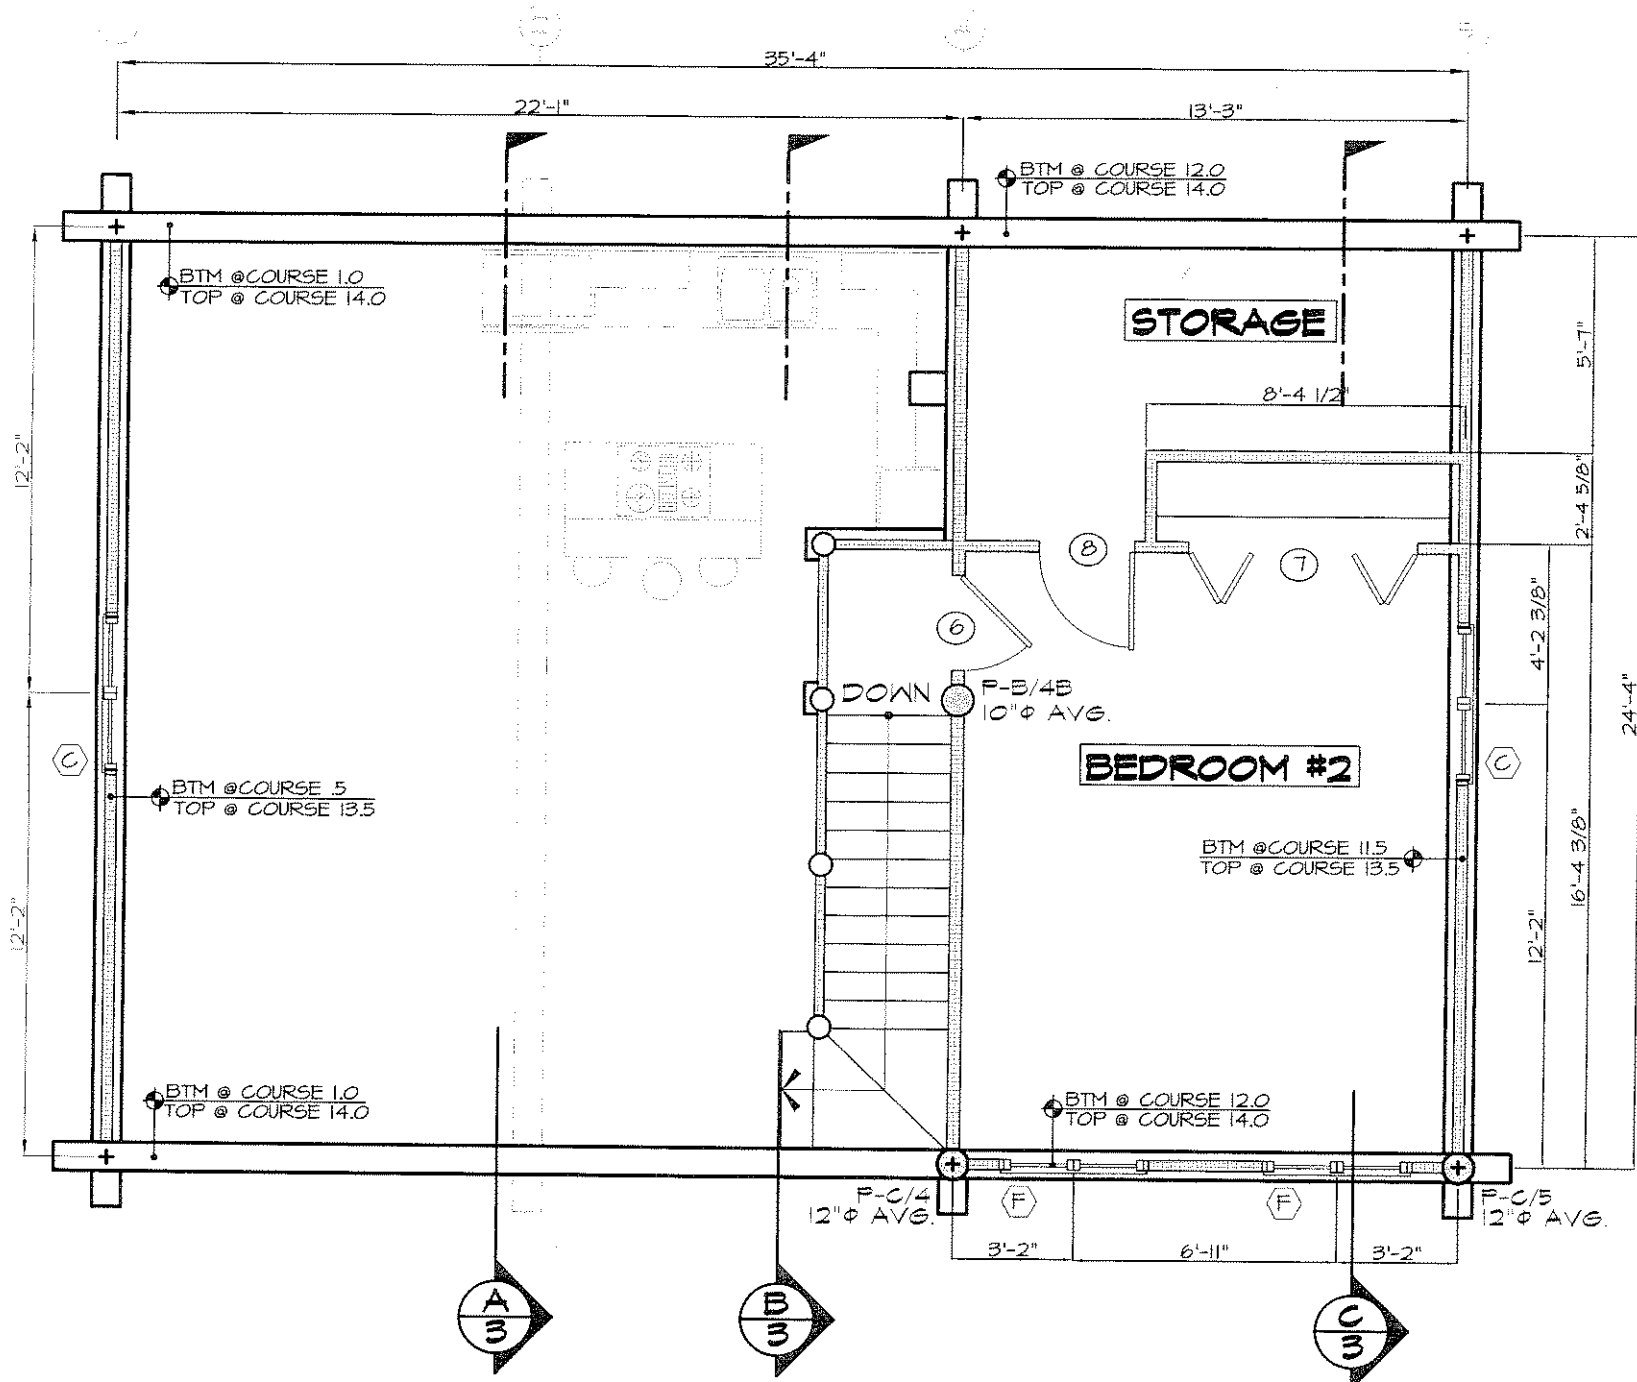 35'-4"
22'-1"
13'-3"
BTM @ COURSE 12.0
TOP @ COURSE 14.0
BTM @COURSE 1.0
TOP @ COURSE 14.0
STORAGE
5'-7"
8'-4 1/2"
12'-2"
2'-4 5/8"
8
7
6
4'-2 3/8"
DOWN
P-B/4B
10"φ AVG.
24'-4"
BEDROOM #2
C
C
BTM @COURSE .5
TOP @ COURSE 13.5
BTM @COURSE 11.5
TOP @ COURSE 13.5
16'-4 3/8"
12'-2"
12'-2"
BTM @ COURSE 1.0
TOP @ COURSE 14.0
BTM @ COURSE 12.0
TOP @ COURSE 14.0
P-C/4
12"φ AVG.
F
F
P-C/5
12"φ AVG.
3'-2"
6'-11"
3'-2"
A
3
B
3
C
3